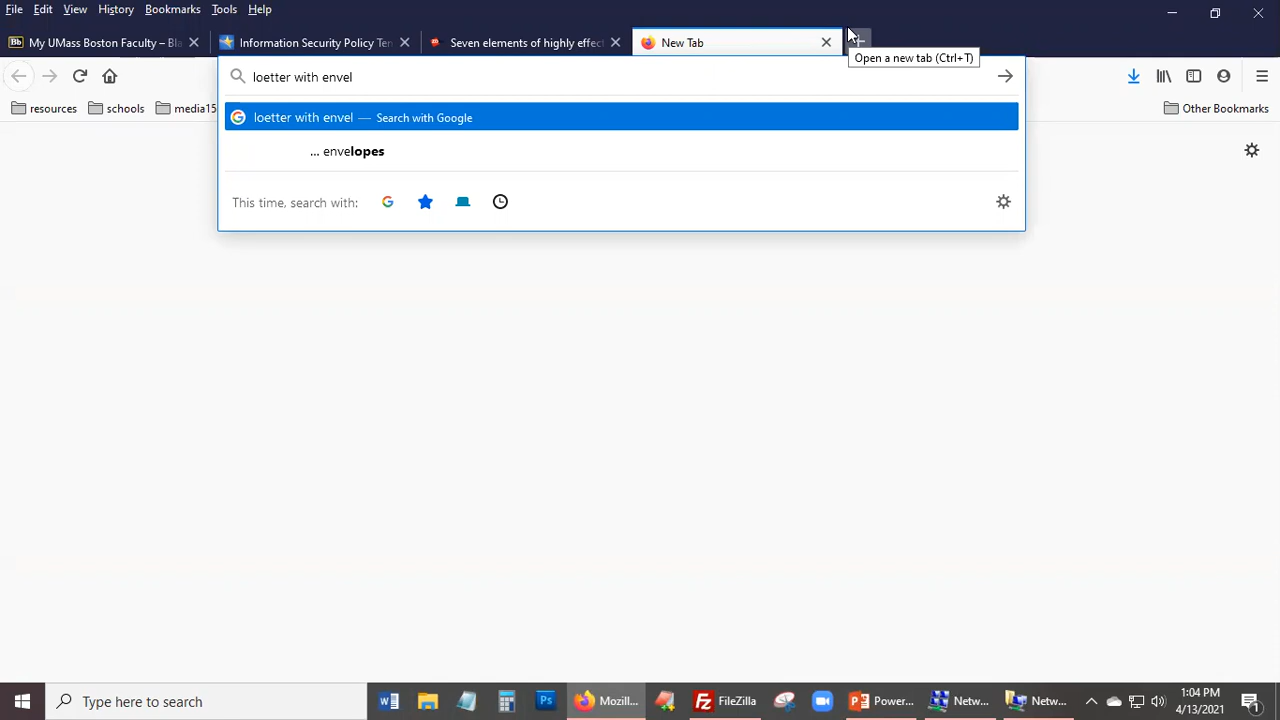 File Edit View History Bookmarks Tools Help
My UMass Boston Faculty – Bla
Information Security Policy Ten
Seven elements of highly effect
New Tab
Open a new tab (Ctrl+T)
loetter with envel
resources schools media15
Other Bookmarks
loetter with envel — Search with Google
... envelopes
This time, search with:
Type here to search
Mozill...
FileZilla
Power...
Netw...
Netw...
1:04 PM
4/13/2021